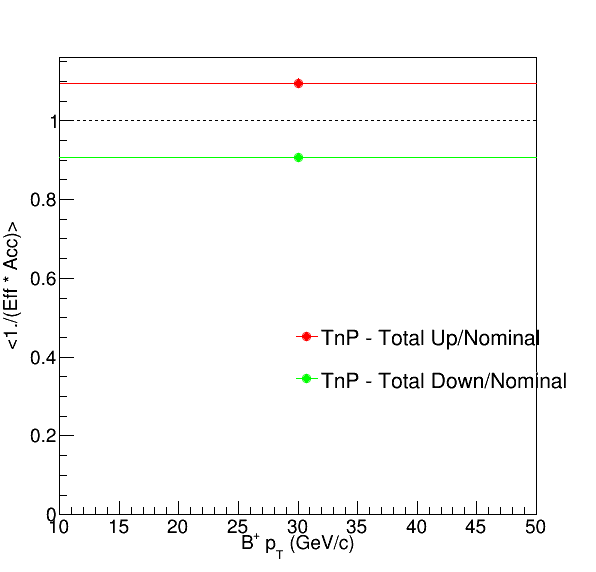 <1./(Eff * Acc)>
1
0.8
0.6
0.4
0.2
0
TnP - Total Up/Nominal
TnP - Total Down/Nominal
10 15 20 25 30 35 40 45 50
B+ pT (GeV/c)